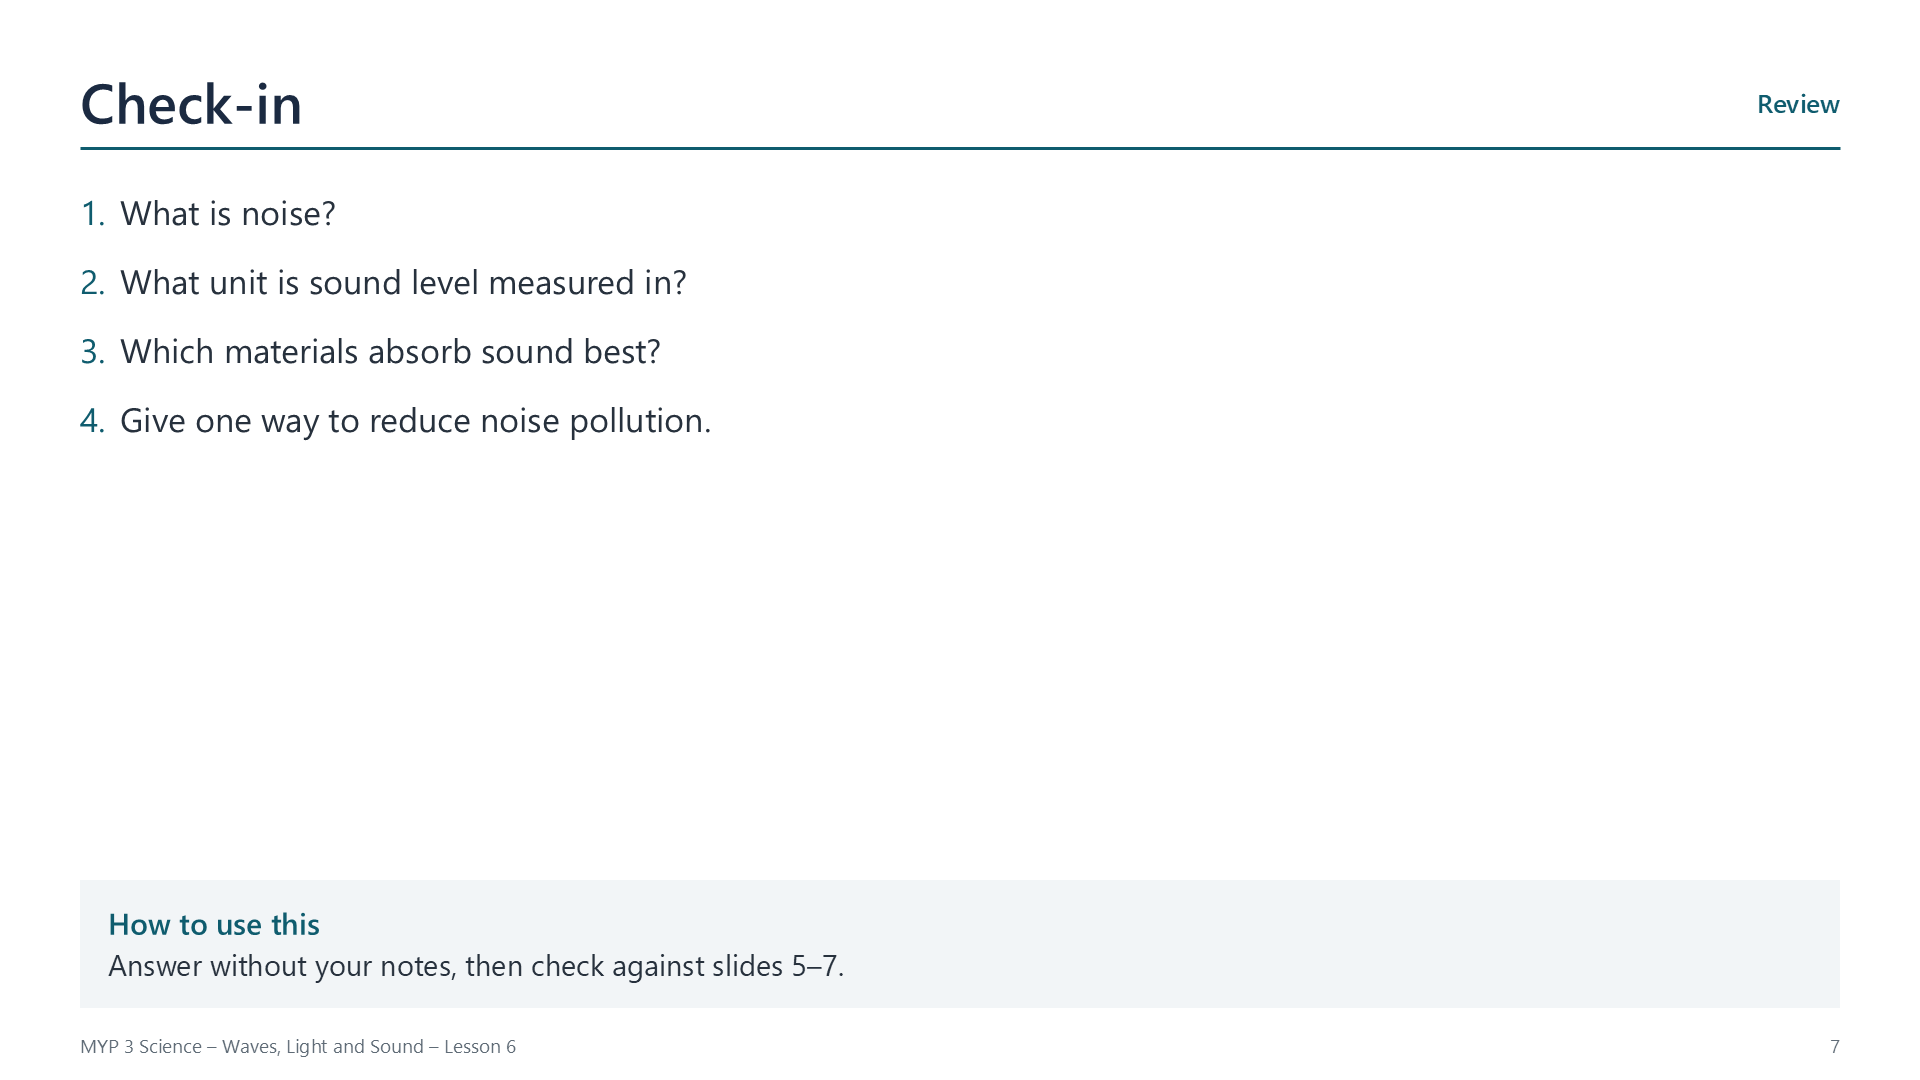 Check-in
Review
1. What is noise?
2. What unit is sound level measured in?
3. Which materials absorb sound best?
4. Give one way to reduce noise pollution.
How to use this
Answer without your notes, then check against slides 5–7.
MYP 3 Science – Waves, Light and Sound – Lesson 6
7